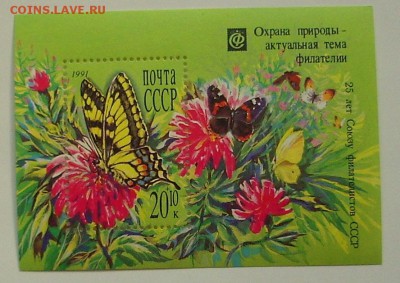 COINS.LAVE.RU
Охрана природы -
актуальная тема
филателии
1991
ПОЧТА
СССР
25 лет Союзу филателистов СССР
20+10 к